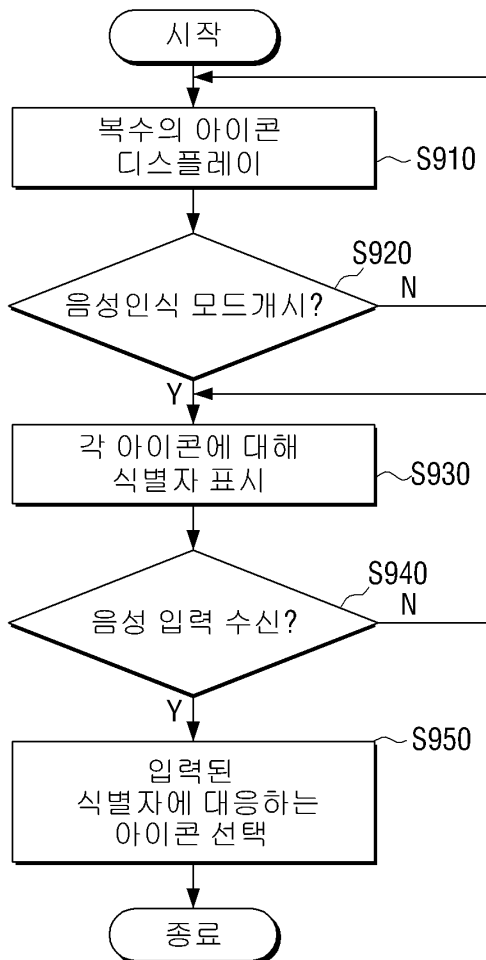 시작
복수의 아이콘
디스플레이
S910
S920
음성인식 모드개시?
N
Y
각 아이콘에 대해
식별자 표시
S930
S940
음성 입력 수신?
N
Y
S950
입력된
식별자에 대응하는
아이콘 선택
종료